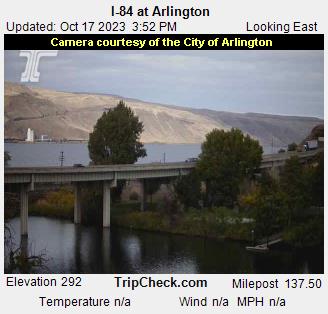 I-84 at Arlington
Updated: Oct 17 2023 3:52 PM Looking East
Camera courtesy of the City of Arlington
Elevation 292 TripCheck.com Milepost 137.50
Temperature n/a Wind n/a MPH n/a